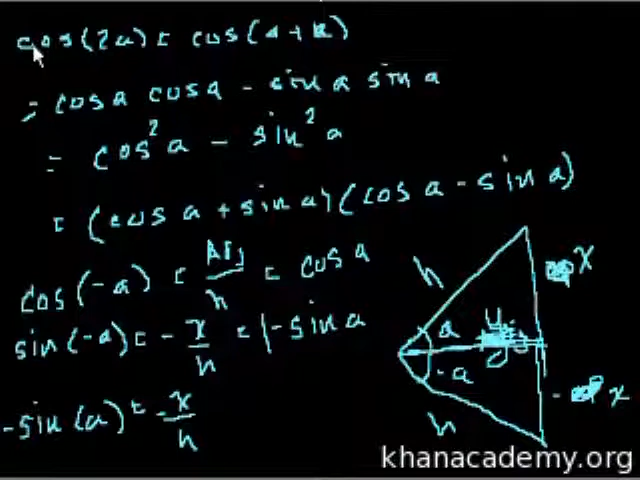 cos(2a) = cos(a+a)
= cos a cos a - sin a sin a
= cos²a - sin²a
= (cos a + sin a)(cos a - sin a)
cos(-a) = Adj/h = cos a
sin(-a) = -x/h = -sin a
-sin(a) = -x/h
h
x
a
-a
-x
h
khanacademy.org